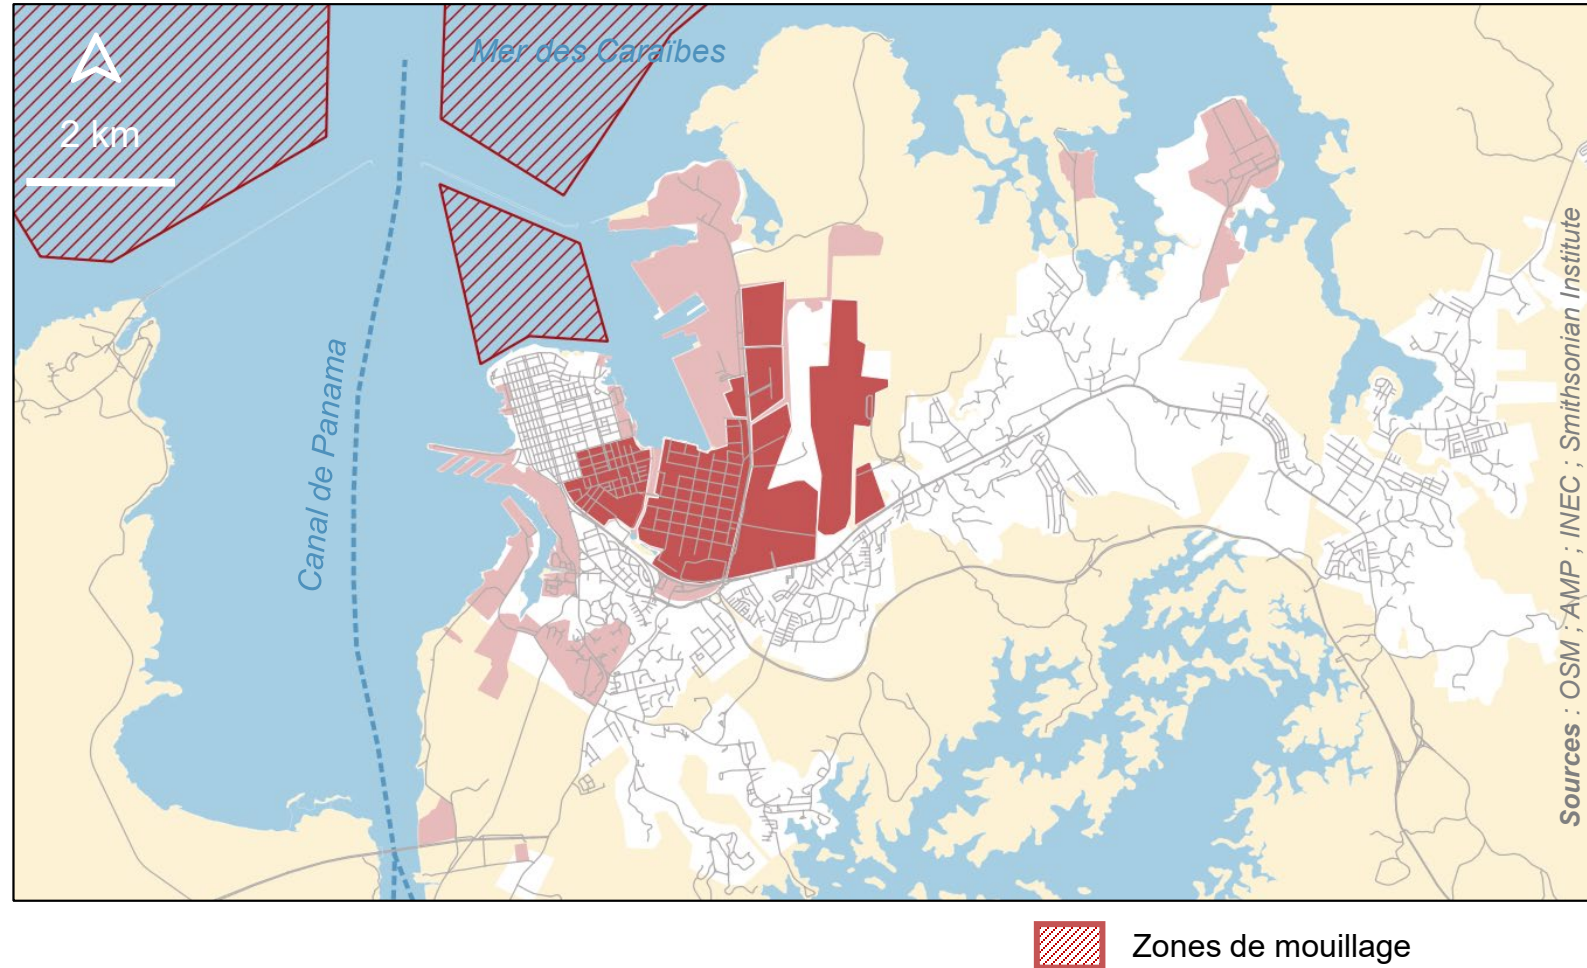 Mer des Caraïbes
2 km
Canal de Panama
Sources : OSM ; AMP ; INEC ; Smithsonian Institute
Zones de mouillage